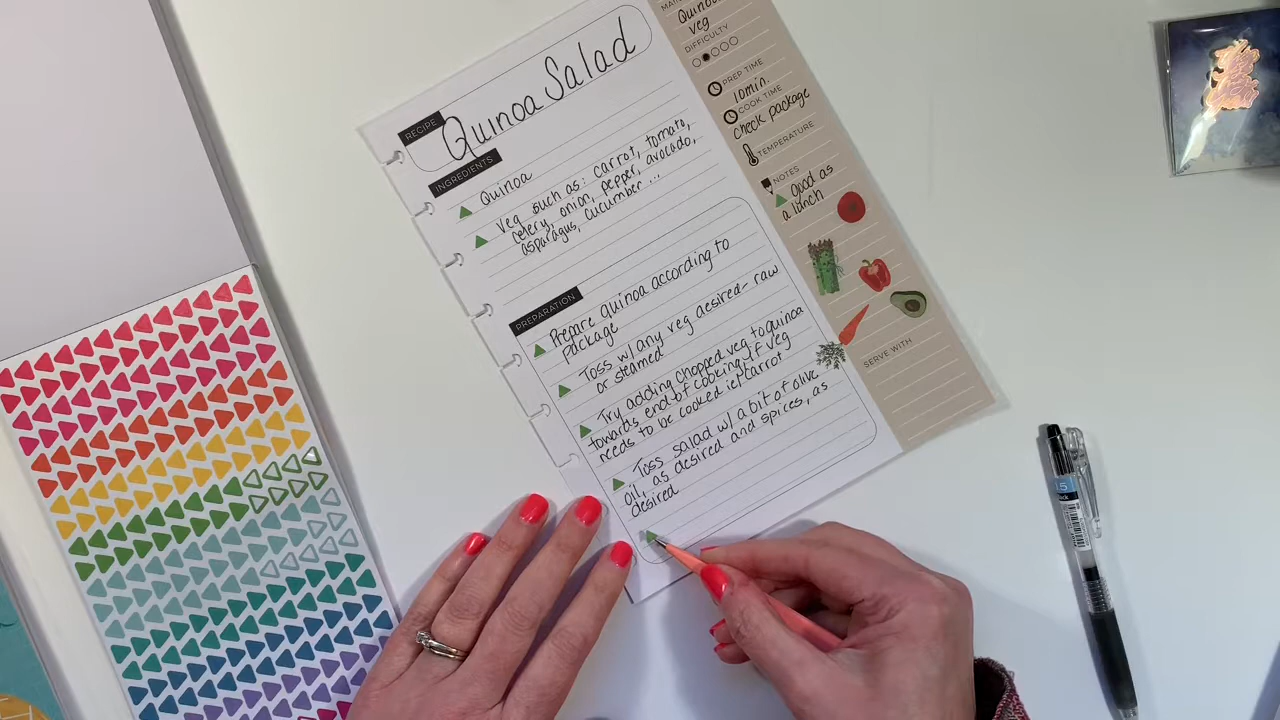 RECIPE
Quinoa Salad
INGREDIENTS
Quinoa
Veg such as: carrot, tomato,
celery, onion, pepper, avocado,
asparagus, cucumber ...
PREPARATION
Prepare quinoa according to
package
Toss w/ any veg desired - raw
or steamed
Try adding chopped veg to quinoa
towards end of cooking if veg
needs to be cooked ie: carrot
Toss salad w/ a bit of olive
oil, as desired and spices, as
desired
veg
DIFFICULTY
PREP TIME
10 min.
COOK TIME
check package
TEMPERATURE
NOTES
good as
a lunch
SERVE WITH